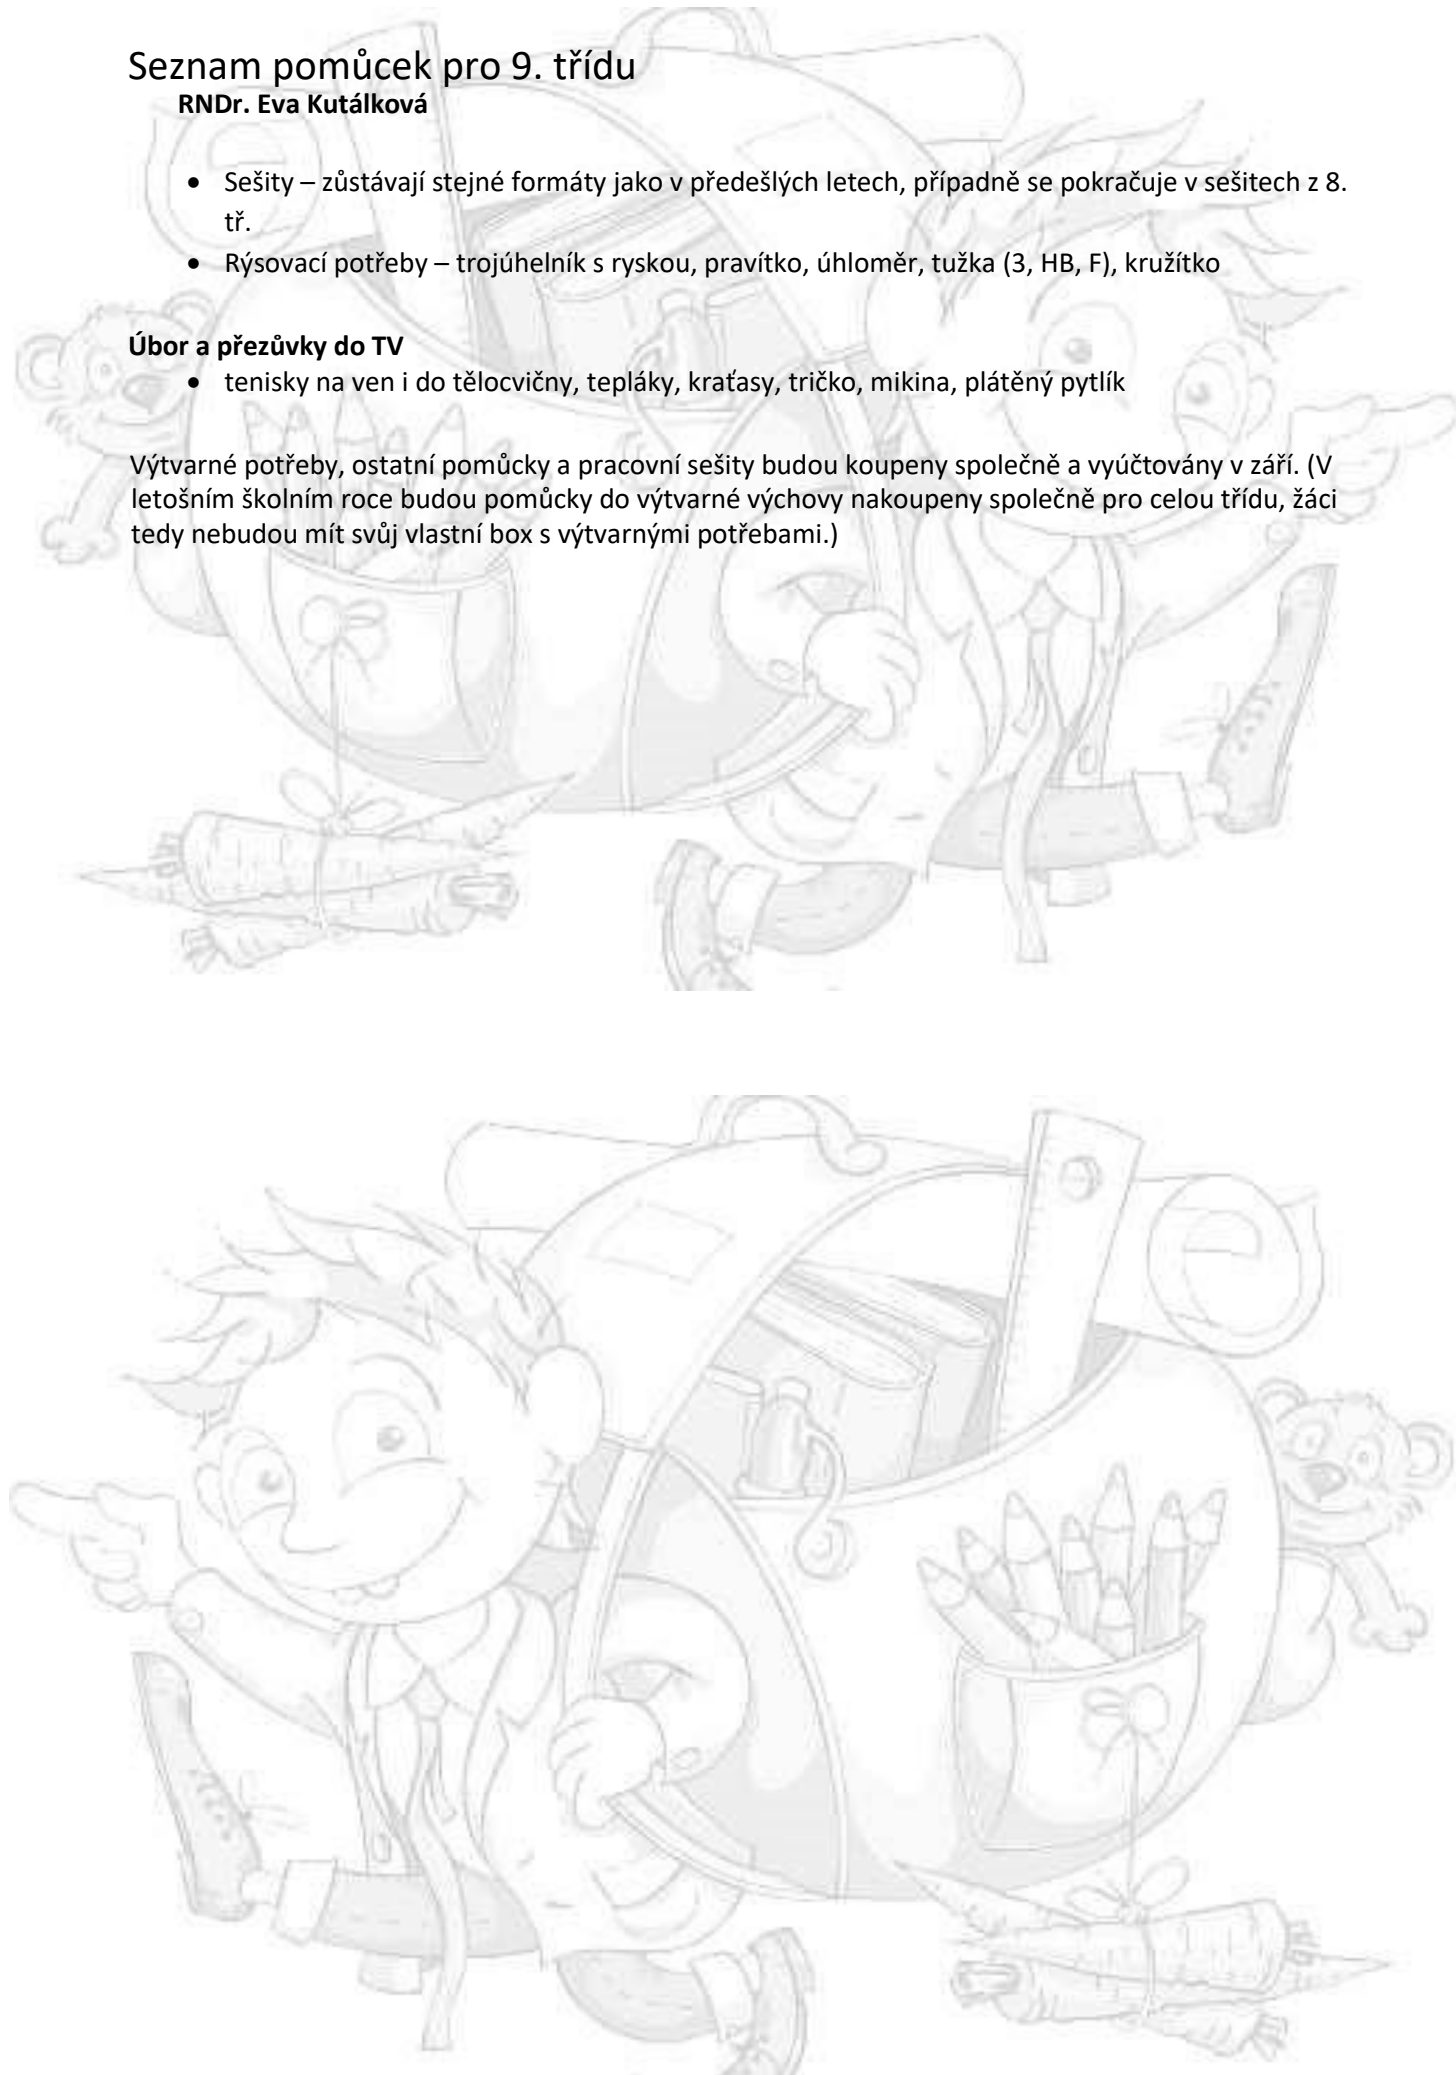 Seznam pomůcek pro 9. třídu
RNDr. Eva Kutálková
• Sešity – zůstávají stejné formáty jako v předešlých letech, případně se pokračuje v sešitech z 8.
tř.
• Rýsovací potřeby – trojúhelník s ryskou, pravítko, úhloměr, tužka (3, HB, F), kružítko
Úbor a přezůvky do TV
• tenisky na ven i do tělocvičny, tepláky, kraťasy, tričko, mikina, plátěný pytlík
Výtvarné potřeby, ostatní pomůcky a pracovní sešity budou koupeny společně a vyúčtovány v září. (V
letošním školním roce budou pomůcky do výtvarné výchovy nakoupeny společně pro celou třídu, žáci
tedy nebudou mít svůj vlastní box s výtvarnými potřebami.)